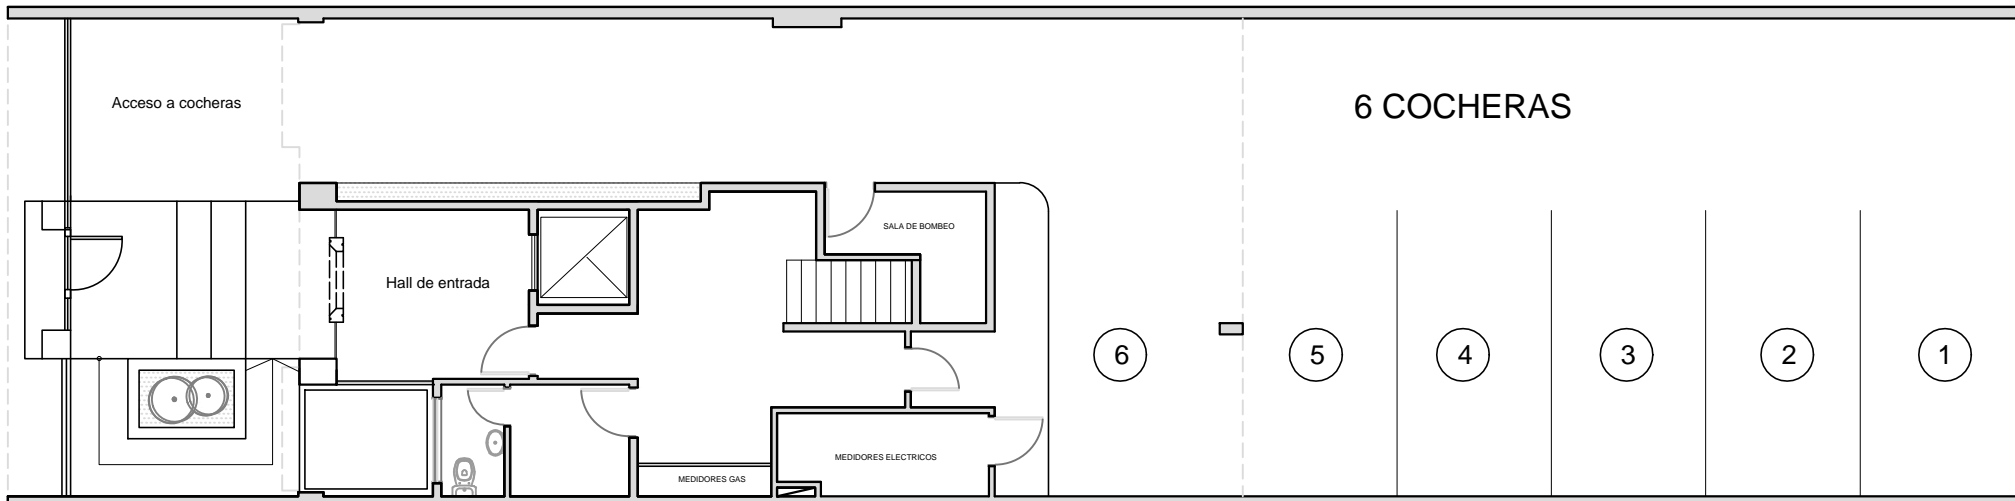 Acceso a cocheras
6 COCHERAS
SALA DE BOMBEO
Hall de entrada
6
5
4
3
2
1
MEDIDORES ELECTRICOS
MEDIDORES GAS